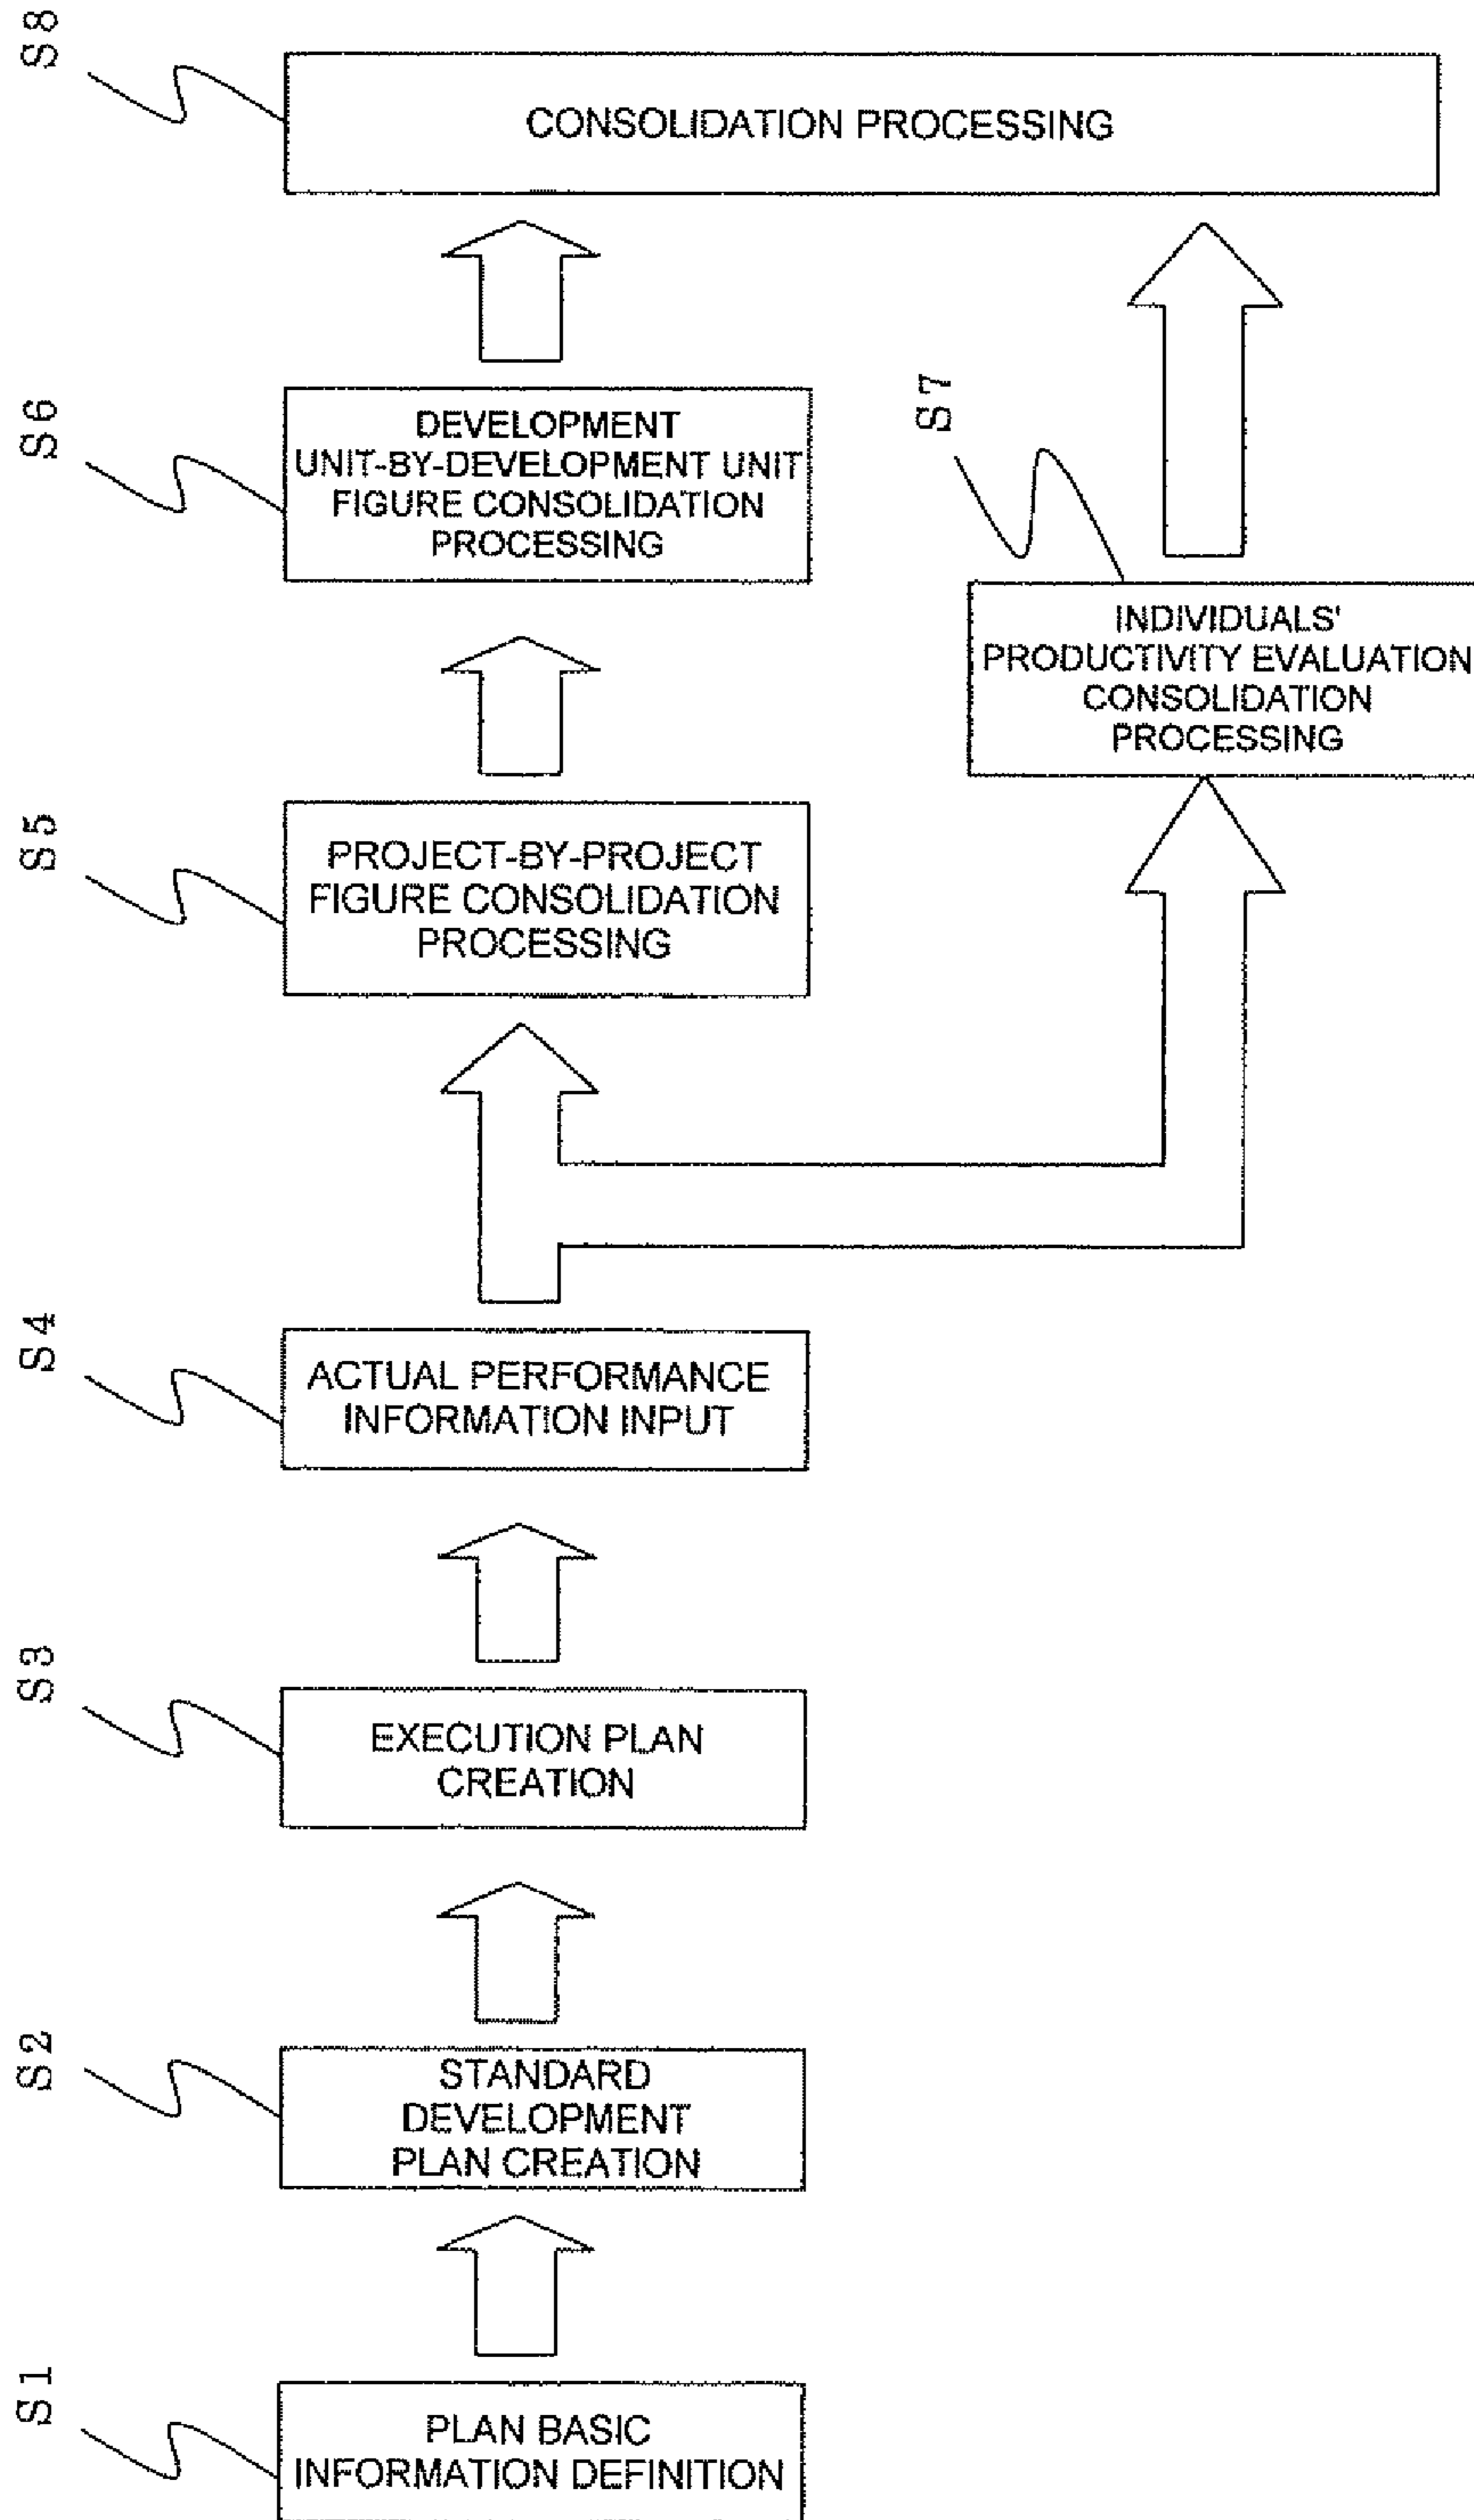 S8
CONSOLIDATION PROCESSING
S6
DEVELOPMENT
UNIT-BY-DEVELOPMENT UNIT
FIGURE CONSOLIDATION
PROCESSING
S7
INDIVIDUALS'
PRODUCTIVITY EVALUATION
CONSOLIDATION
PROCESSING
S5
PROJECT-BY-PROJECT
FIGURE CONSOLIDATION
PROCESSING
S4
ACTUAL PERFORMANCE
INFORMATION INPUT
S3
EXECUTION PLAN
CREATION
S2
STANDARD
DEVELOPMENT
PLAN CREATION
S1
PLAN BASIC
INFORMATION DEFINITION